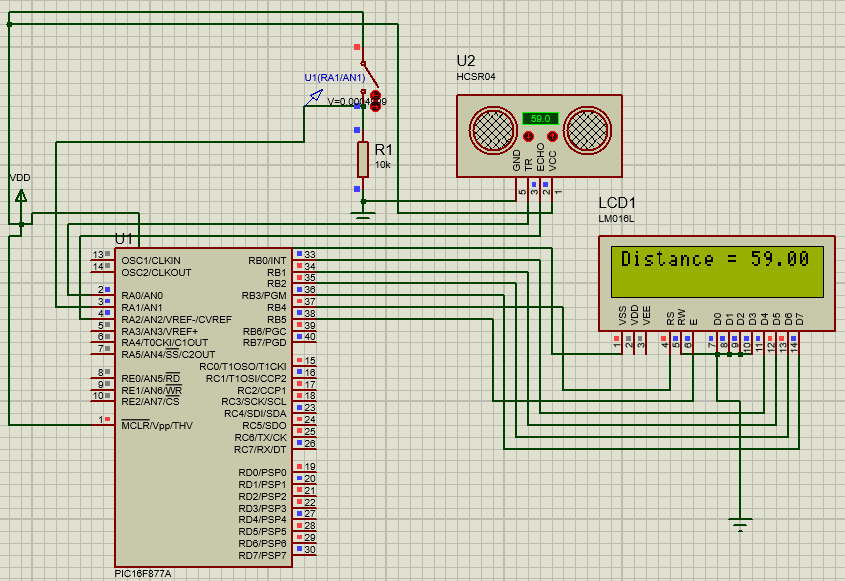 U1(RA1/AN1)
V=0.0004999
R1
10k
VDD
U2
HCSR04
59.0
GND
TR
ECHO
VCC
5
3
2
1
LCD1
LM016L
Distance = 59.00
VSS
VDD
VEE
RS
RW
E
D0
D1
D2
D3
D4
D5
D6
D7
1
2
3
4
5
6
7
8
9
10
11
12
13
14
U1
13 OSC1/CLKIN
14 OSC2/CLKOUT
2 RA0/AN0
3 RA1/AN1
4 RA2/AN2/VREF-/CVREF
5 RA3/AN3/VREF+
6 RA4/T0CKI/C1OUT
7 RA5/AN4/SS/C2OUT
8 RE0/AN5/RD
9 RE1/AN6/WR
10 RE2/AN7/CS
1 MCLR/Vpp/THV
RB0/INT 33
RB1 34
RB2 35
RB3/PGM 36
RB4 37
RB5 38
RB6/PGC 39
RB7/PGD 40
RC0/T1OSO/T1CKI 15
RC1/T1OSI/CCP2 16
RC2/CCP1 17
RC3/SCK/SCL 18
RC4/SDI/SDA 23
RC5/SDO 24
RC6/TX/CK 25
RC7/RX/DT 26
RD0/PSP0 19
RD1/PSP1 20
RD2/PSP2 21
RD3/PSP3 22
RD4/PSP4 27
RD5/PSP5 28
RD6/PSP6 29
RD7/PSP7 30
PIC16F877A